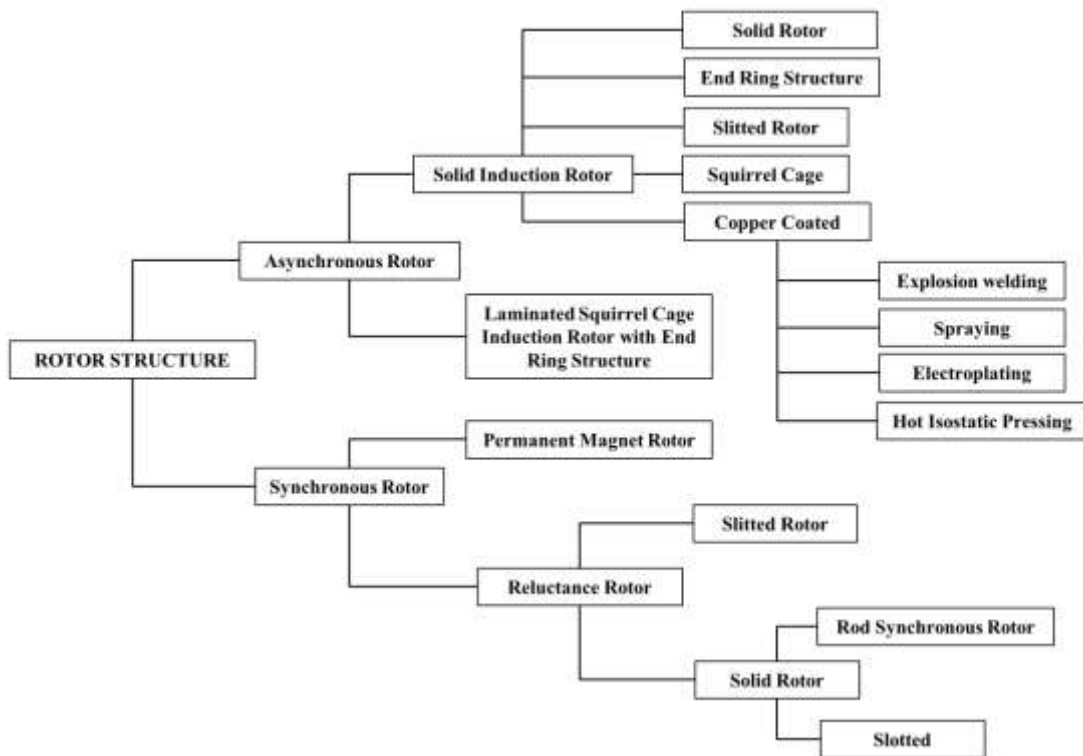 Solid Rotor
End Ring Structure
Slitted Rotor
Solid Induction Rotor
Squirrel Cage
Copper Coated
Asynchronous Rotor
Explosion welding
Laminated Squirrel Cage
Induction Rotor with End
Ring Structure
Spraying
ROTOR STRUCTURE
Electroplating
Hot Isostatic Pressing
Permanent Magnet Rotor
Synchronous Rotor
Slitted Rotor
Reluctance Rotor
Rod Synchronous Rotor
Solid Rotor
Slotted